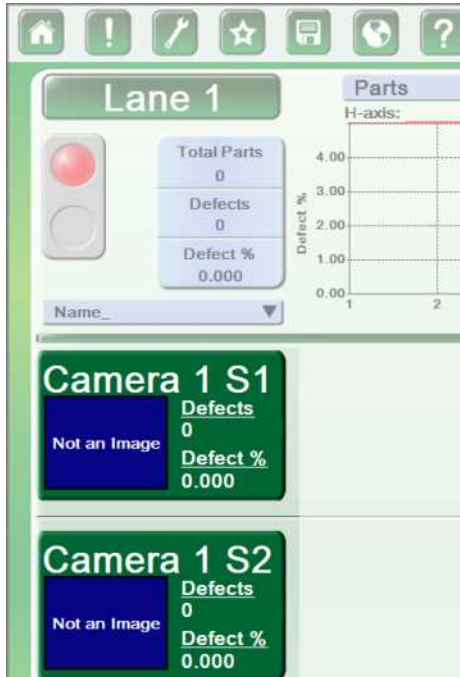 ! ?
Lane 1
Parts
H-axis:
Total Parts
0
Defects
0
Defect %
0.000
Name_
Defect %
4.00
3.00
2.00
1.00
0.00
1 2
Camera 1 S1
Not an Image
Defects
0
Defect %
0.000
Camera 1 S2
Not an Image
Defects
0
Defect %
0.000